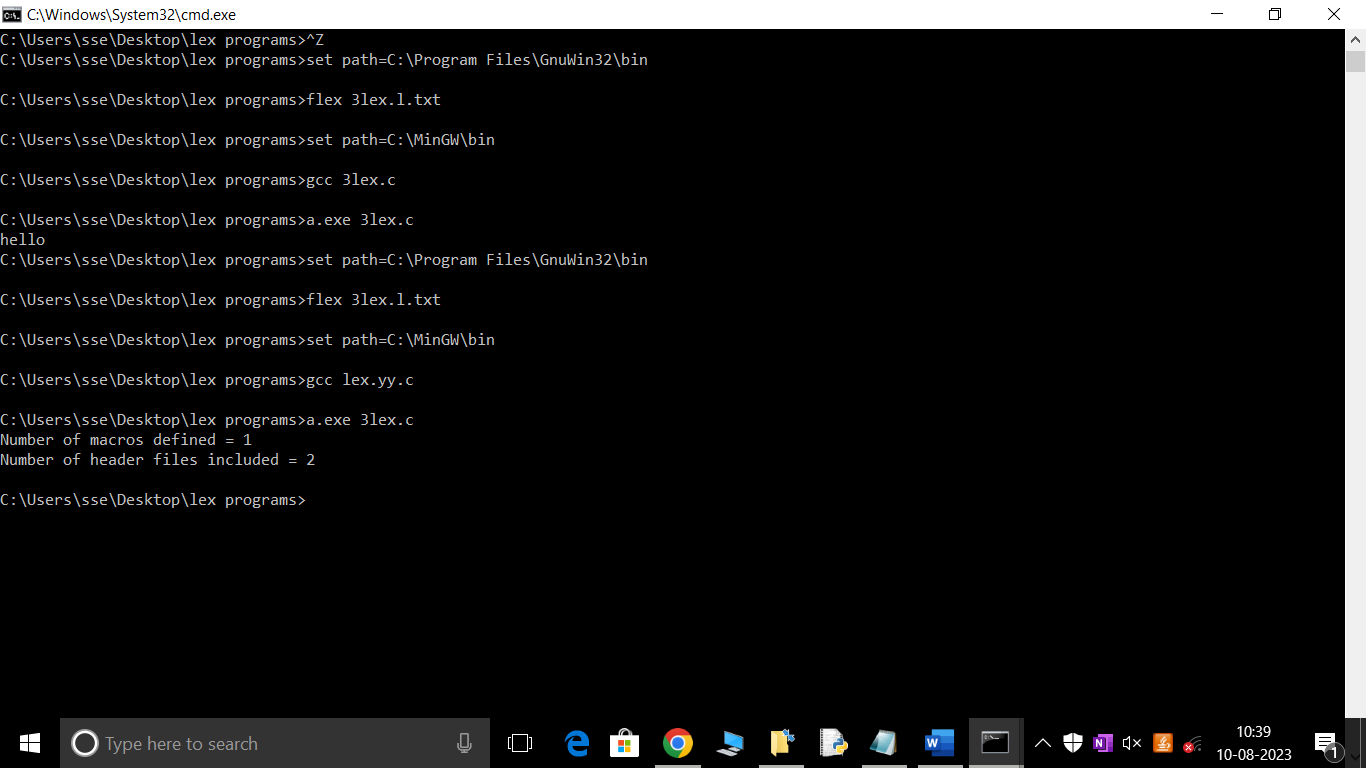 C:\Windows\System32\cmd.exe
C:\Users\sse\Desktop\lex programs>^Z
C:\Users\sse\Desktop\lex programs>set path=C:\Program Files\GnuWin32\bin
C:\Users\sse\Desktop\lex programs>flex 3lex.l.txt
C:\Users\sse\Desktop\lex programs>set path=C:\MinGW\bin
C:\Users\sse\Desktop\lex programs>gcc 3lex.c
C:\Users\sse\Desktop\lex programs>a.exe 3lex.c
hello
C:\Users\sse\Desktop\lex programs>set path=C:\Program Files\GnuWin32\bin
C:\Users\sse\Desktop\lex programs>flex 3lex.l.txt
C:\Users\sse\Desktop\lex programs>set path=C:\MinGW\bin
C:\Users\sse\Desktop\lex programs>gcc lex.yy.c
C:\Users\sse\Desktop\lex programs>a.exe 3lex.c
Number of macros defined = 1
Number of header files included = 2
C:\Users\sse\Desktop\lex programs>
Type here to search
10:39
10-08-2023
1